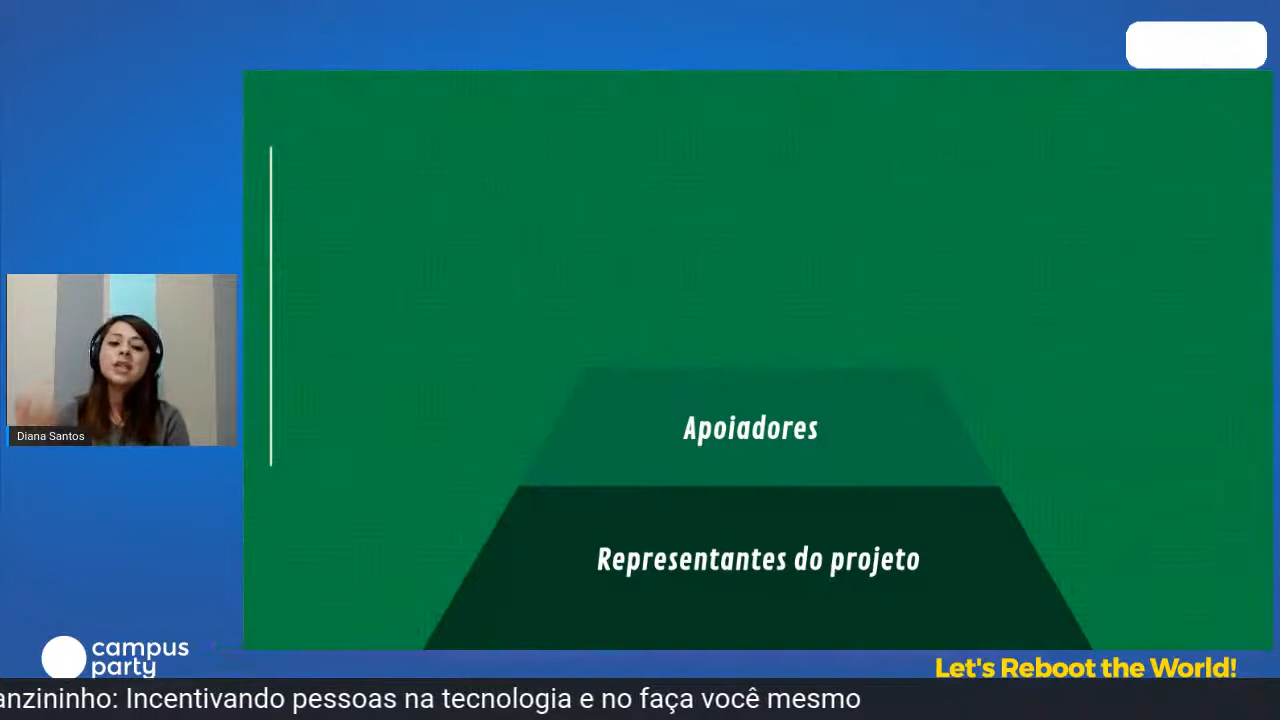 Apoiadores
Diana Santos
Representantes do projeto
campus
party
Let's Reboot the World!
anzininho: Incentivando pessoas na tecnologia e no faça você mesmo